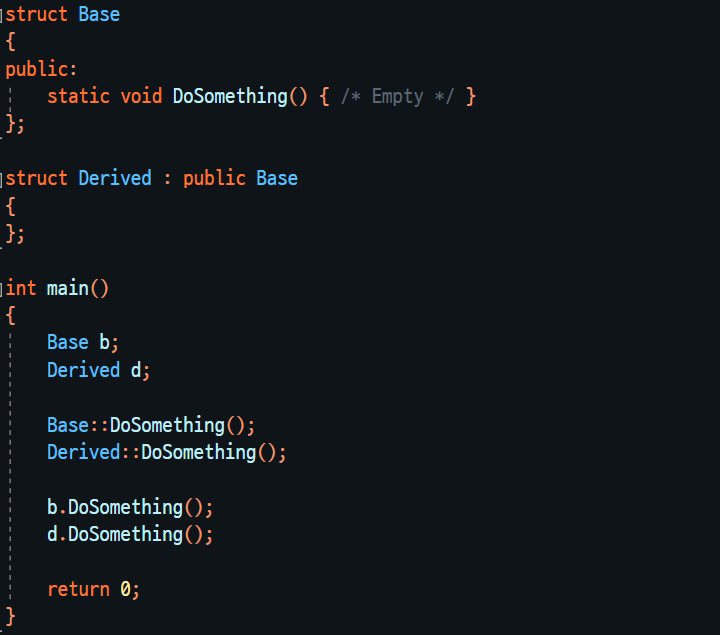 struct Base
{
public:
    static void DoSomething() { /* Empty */ }
};

struct Derived : public Base
{
};

int main()
{
    Base b;
    Derived d;

    Base::DoSomething();
    Derived::DoSomething();

    b.DoSomething();
    d.DoSomething();

    return 0;
}